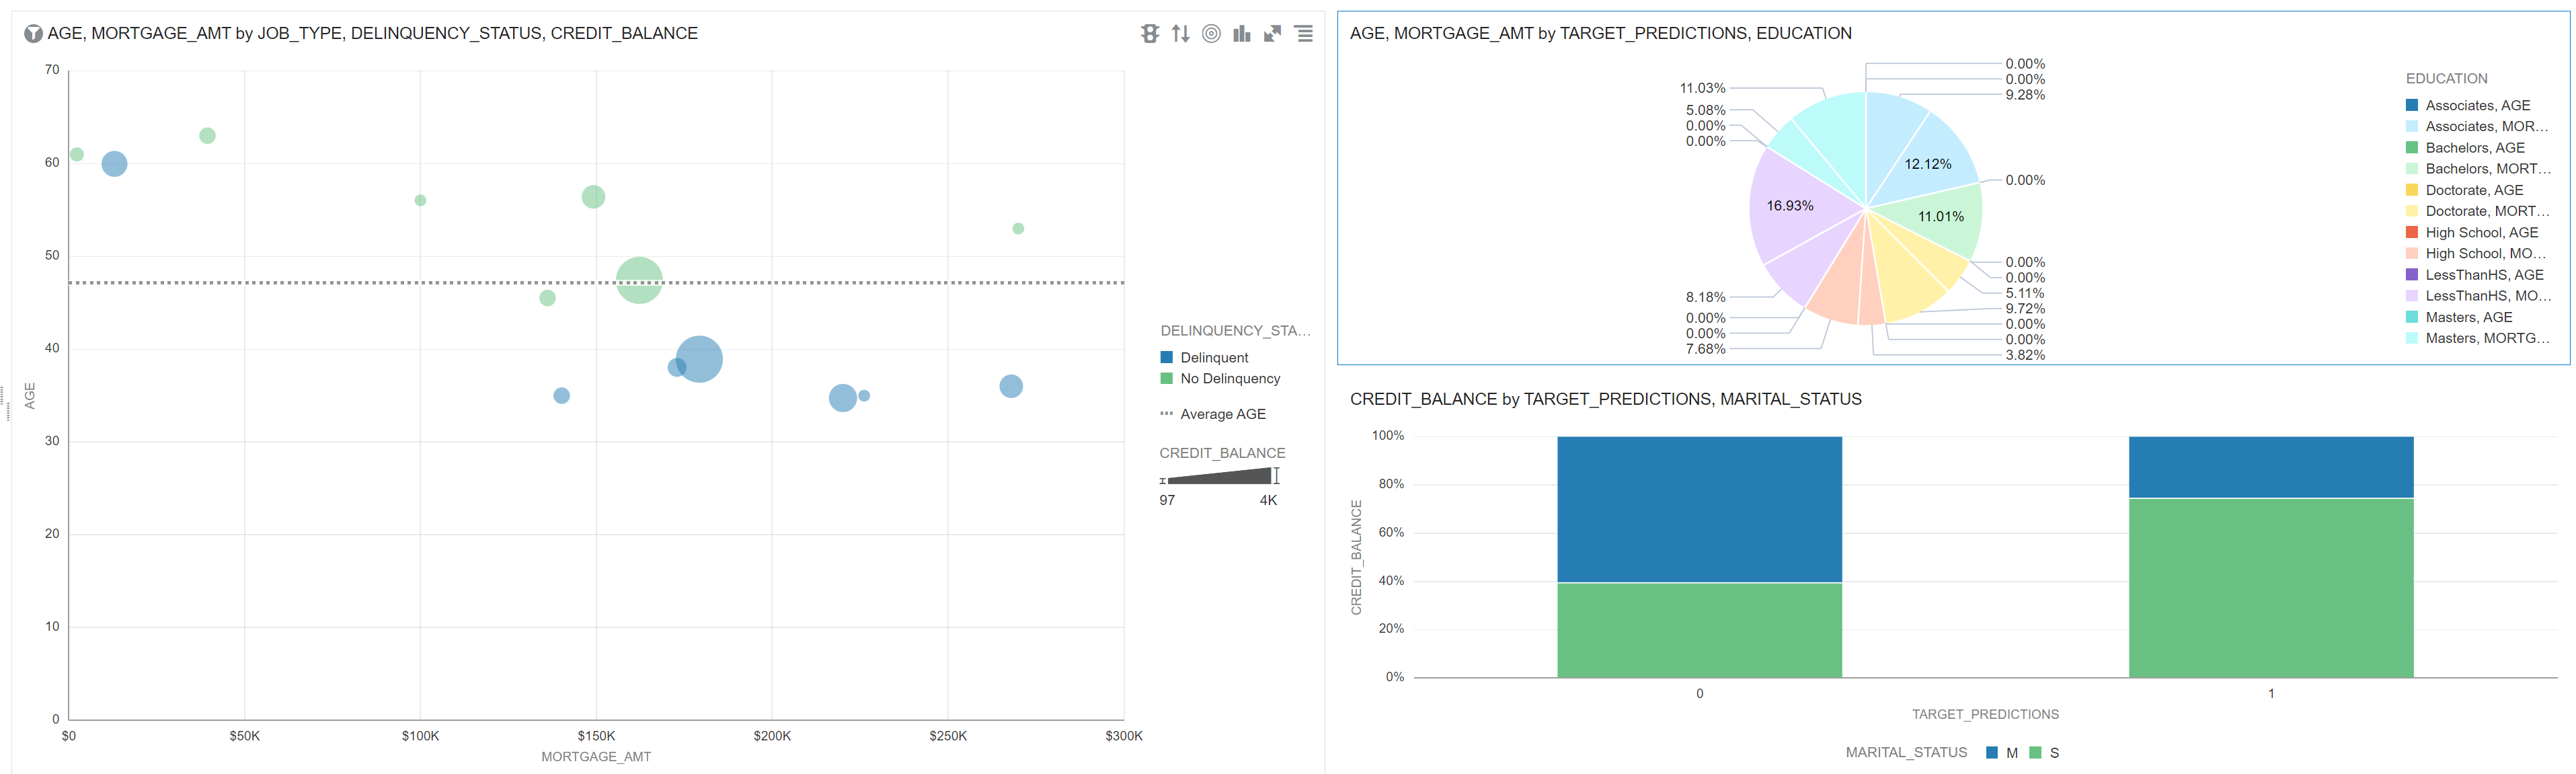 AGE, MORTGAGE_AMT by JOB_TYPE, DELINQUENCY_STATUS, CREDIT_BALANCE
70
60
50
40
30
20
10
0
AGE
$0
$50K
$100K
$150K
$200K
$250K
$300K
MORTGAGE_AMT
DELINQUENCY_STA...
Delinquent
No Delinquency
Average AGE
CREDIT_BALANCE
97
4K
AGE, MORTGAGE_AMT by TARGET_PREDICTIONS, EDUCATION
0.00%
0.00%
9.28%
12.12%
0.00%
11.01%
0.00%
0.00%
5.11%
9.72%
0.00%
0.00%
3.82%
7.68%
0.00%
0.00%
8.18%
16.93%
0.00%
0.00%
5.08%
11.03%
EDUCATION
Associates, AGE
Associates, MOR...
Bachelors, AGE
Bachelors, MORT...
Doctorate, AGE
Doctorate, MORT...
High School, AGE
High School, MO...
LessThanHS, AGE
LessThanHS, MO...
Masters, AGE
Masters, MORTG...
CREDIT_BALANCE by TARGET_PREDICTIONS, MARITAL_STATUS
100%
80%
60%
40%
20%
0%
CREDIT_BALANCE
0
1
TARGET_PREDICTIONS
MARITAL_STATUS M S